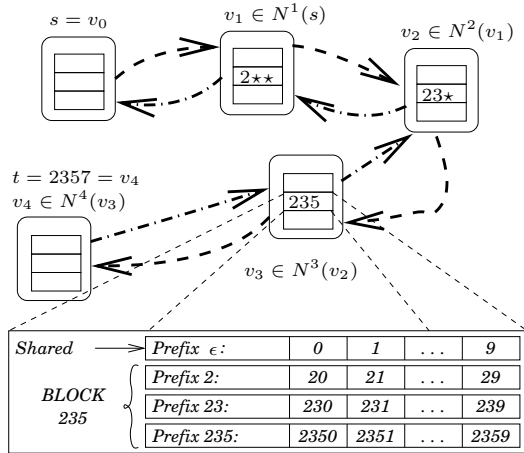 s = v₀
v₁ ∈ N¹(s)
v₂ ∈ N²(v₁)
2⋆⋆
23⋆
t = 2357 = v₄
v₄ ∈ N⁴(v₃)
235
v₃ ∈ N³(v₂)
Shared Prefix ϵ: 0 1 . . . 9
BLOCK 235
Prefix 2: 20 21 . . . 29
Prefix 23: 230 231 . . . 239
Prefix 235: 2350 2351 . . . 2359